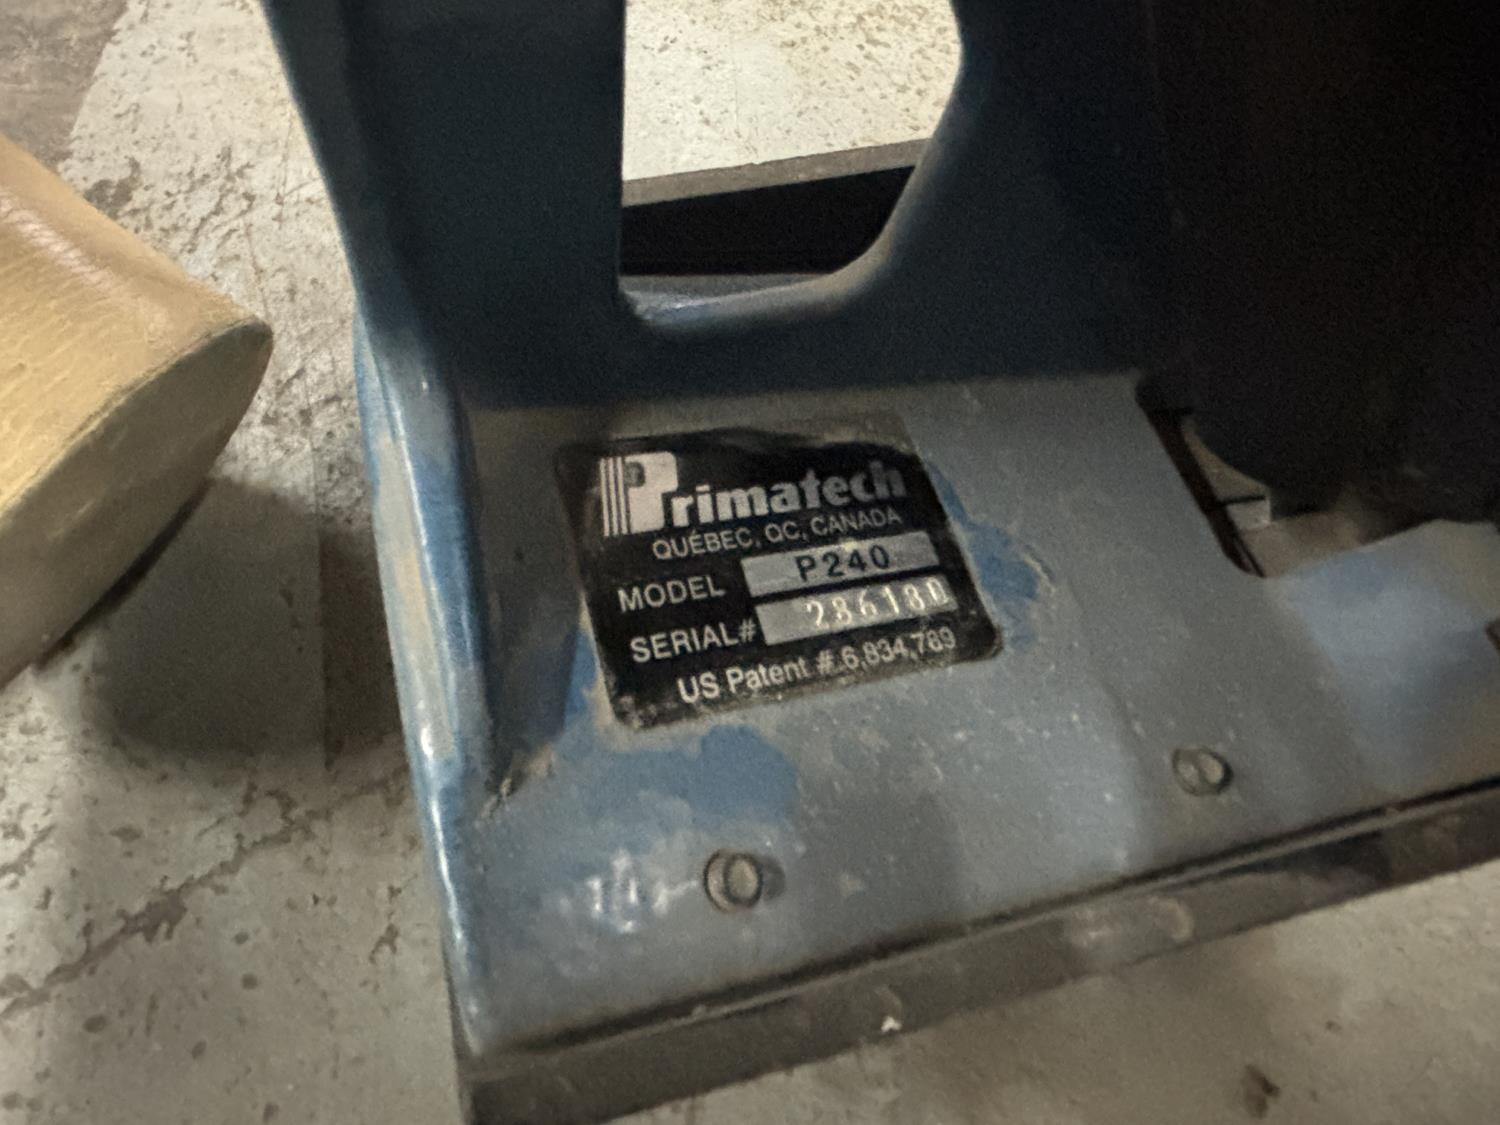 Primatech
QUÉBEC, QC, CANADA
MODEL P240
SERIAL# 286180
US Patent # 6,834,789